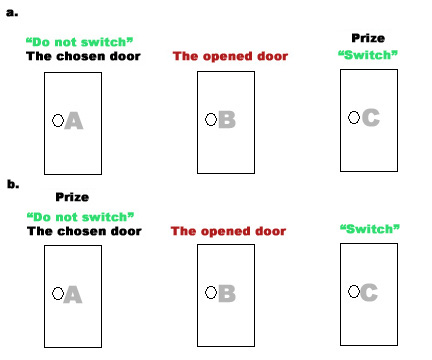 a.
“Do not switch”
The chosen door
The opened door
Prize
“Switch”
A
B
C
b.
Prize
“Do not switch”
The chosen door
The opened door
“Switch”
A
B
C